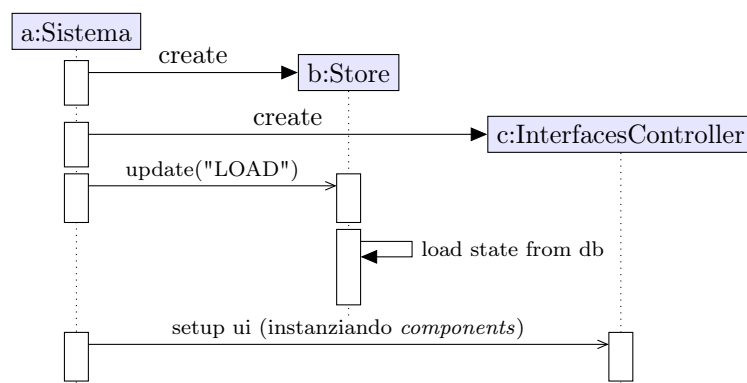 a:Sistema
create
b:Store
create
c:InterfacesController
update("LOAD")
load state from db
setup ui (instanziando components)